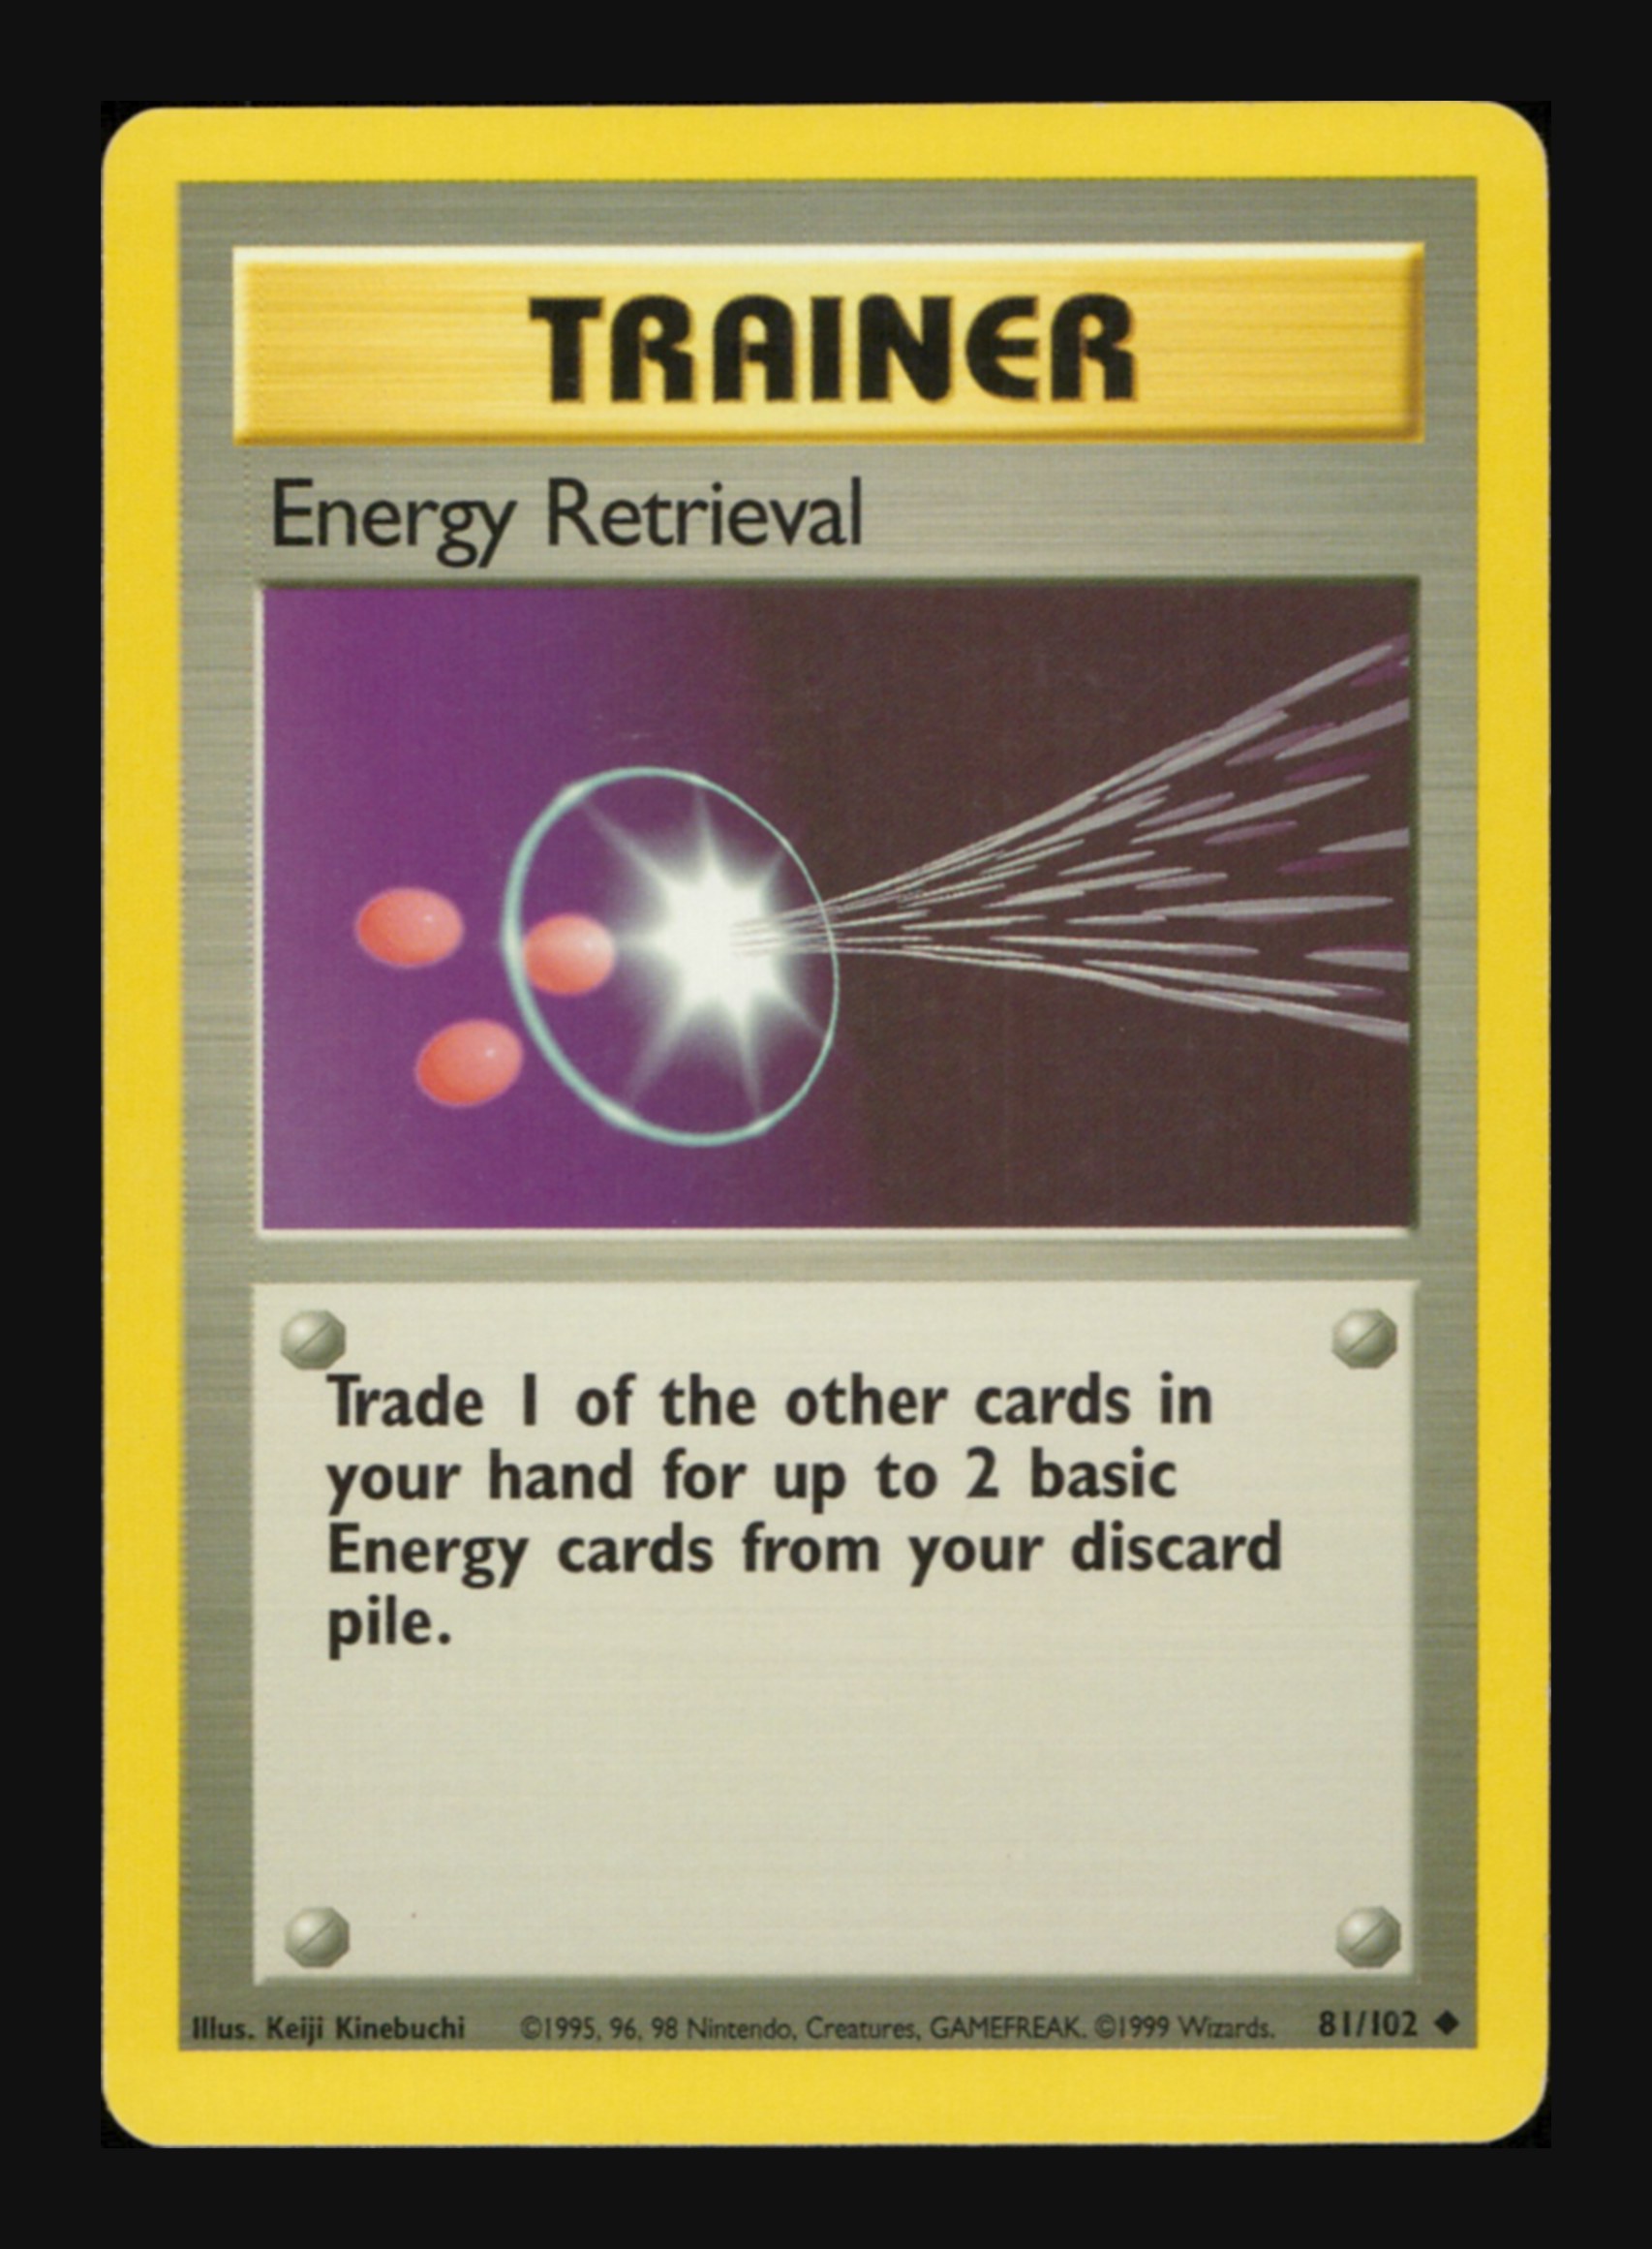 TRAINER
Energy Retrieval
Trade 1 of the other cards in
your hand for up to 2 basic
Energy cards from your discard
pile.
Illus. Keiji Kinebuchi ©1995, 96, 98 Nintendo, Creatures, GAMEFREAK. ©1999 Wizards. 81/102 ◆